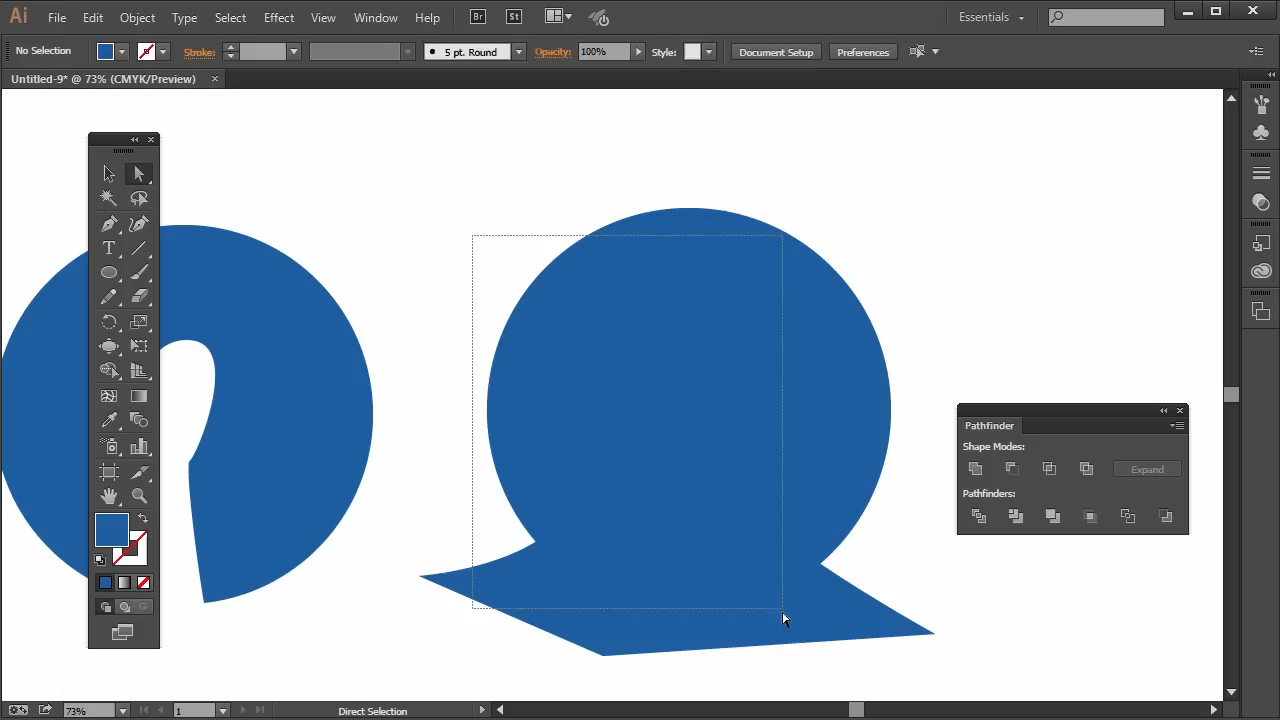 Ai File Edit Object Type Select Effect View Window Help Br St Essentials
No Selection Stroke: 5 pt. Round Opacity: 100% Style: Document Setup Preferences
Untitled-9* @ 73% (CMYK/Preview)
T
Pathfinder
Shape Modes:
Expand
Pathfinders:
73% 1 Direct Selection